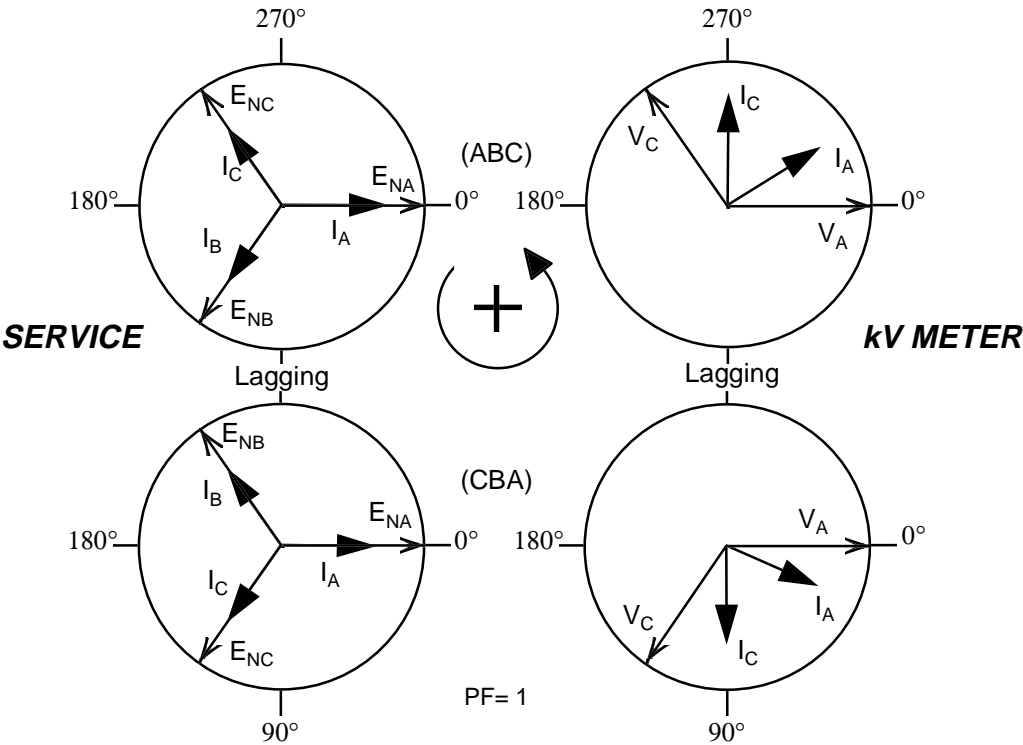 270°
270°
E_NC
I_C
V_C
I_C
(ABC)
I_A
E_NA
180°
0°
180°
0°
I_B
I_A
V_A
E_NB
+
SERVICE
kV METER
Lagging
Lagging
E_NB
I_B
(CBA)
E_NA
V_A
180°
0°
180°
0°
I_C
I_A
V_C
I_A
E_NC
I_C
PF= 1
90°
90°